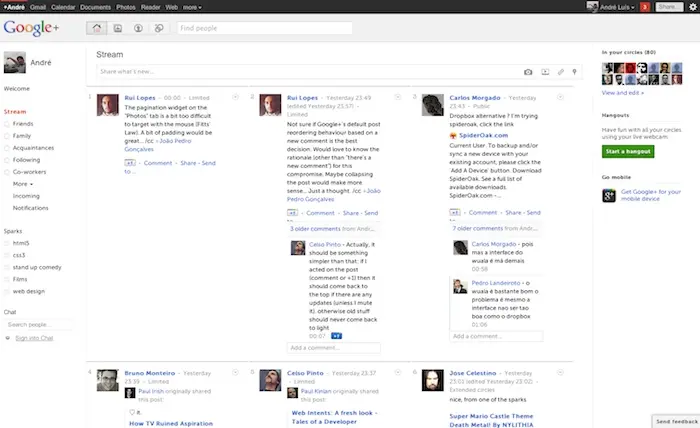 +André Gmail Calendar Documents Photos Reader Web more
André Luís 3 Share...
Google+
Find people
André
Welcome
Stream
Friends
Family
Acquaintances
Following
Co-workers
More
Incoming
Notifications
Sparks
html5
css3
stand up comedy
Films
web design
Chat
Search people...
Sign into Chat
Stream
Share what's new...
1 Rui Lopes - 00:00 - Limited
The pagination widget on the
"Photos" tab is a bit too difficult
to target with the mouse (Fitts'
Law). A bit of padding would be
great... /cc +João Pedro
Gonçalves
+1 - Comment - Share - Send
to ...
2 Rui Lopes - Yesterday 23:49
(edited Yesterday 23:57) -
Limited
Not sure if Google+'s default post
reordering behaviour based on a
new comment is the best
decision. Would love to know the
rationale (other than "there's a
new comment") for this
compromise. Maybe collapsing
the post would make more
sense... Just a thought. /cc +João
Pedro Gonçalves
+1 - Comment - Share - Send
to
3 older comments from Andr...
Celso Pinto - Actually, it
should be something
simpler than that: if I
acted on the post
(comment or +1) then it
should come back to
the top if there are any
updates (unless I mute
it). otherwise old stuff
should never come back
to light
00:07 +1
Add a comment...
3 Carlos Morgado - Yesterday
23:43 - Public
Dropbox alternative? I'm trying
spideroak, click the link
SpiderOak.com
Current User. To backup and/or
sync a new device with your
existing account, please click the
'Add A Device' button. Download
SpiderOak. See a full list of
available downloads.
SpiderOak -...
+1 - Comment - Share - Send
to
7 older comments from Andr...
Carlos Morgado - pois
mas a interface do
wuala é má demais
00:58
Pedro Landeiroto - o
wuala é bastante bom o
problema é mesmo a
interface nao ser tao
boa como o dropbox
01:06
Add a comment...
4 Bruno Monteiro - Yesterday
23:39 - Limited
Paul Irish originally shared
this post:
it.
How TV Ruined Aspiration
5 Celso Pinto - Yesterday 23:37
- Limited
Paul Kinlan originally shared
this post:
Web Intents: A fresh look -
Tales of a Developer
6 Jose Celestino - Yesterday
23:01 (edited Yesterday 23:02) -
Extended circles
nice, from one of the sparks
Super Mario Castle Theme
Death Metal! By NYLITHIA
In your circles (80)
View and edit »
Hangouts
Have fun with all your circles
using your live webcam.
Start a hangout
Go mobile
Get Google+ for your
mobile device
Send feedback